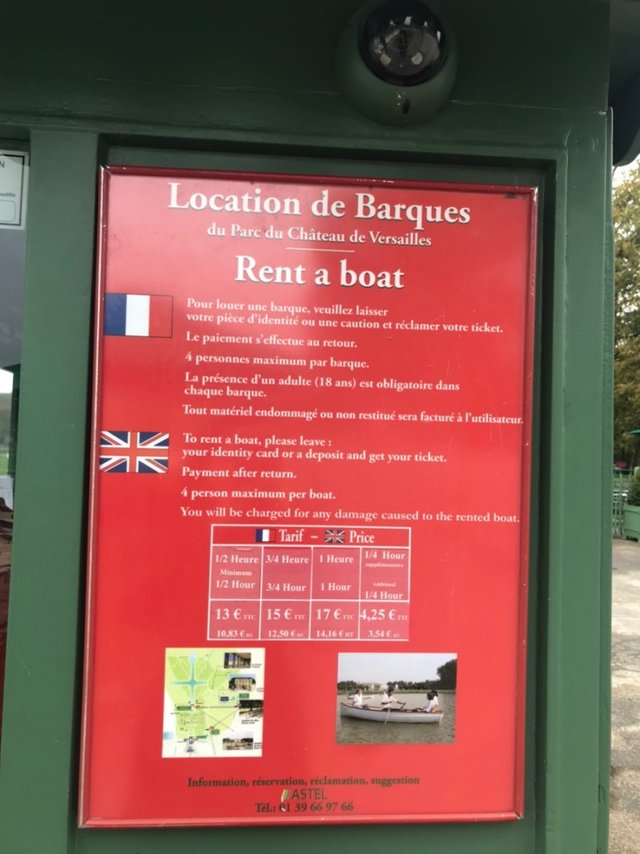 Location de Barques
du Parc du Château de Versailles
Rent a boat
Pour louer une barque, veuillez laisser
votre pièce d'identité ou une caution et réclamer votre ticket.
Le paiement s'effectue au retour.
4 personnes maximum par barque.
La présence d'un adulte (18 ans) est obligatoire dans
chaque barque.
Tout matériel endommagé ou non restitué sera facturé à l'utilisateur.
To rent a boat, please leave :
your identity card or a deposit and get your ticket.
Payment after return.
4 person maximum per boat.
You will be charged for any damage caused to the rented boat.
Tarif – Price
1/2 Heure 3/4 Heure 1 Heure 1/4 Hour
supplémentaire
Minimum
1/2 Hour 3/4 Hour 1 Hour Additional
1/4 Hour
13 € TTC 15 € TTC 17 € TTC 4,25 € TTC
10,83 € HT 12,50 € HT 14,16 € HT 3,54 € HT
Information, réservation, réclamation, suggestion
ASTEL
Tél.: 01 39 66 97 66